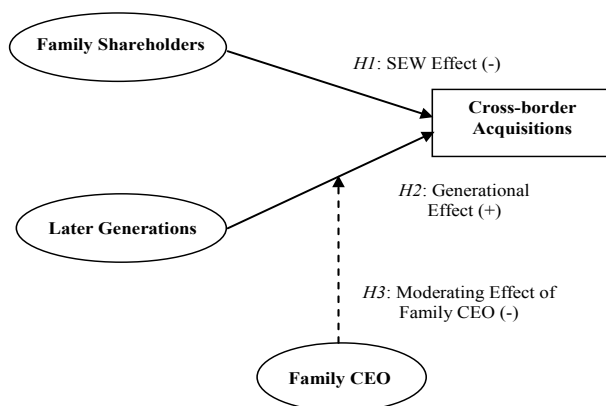 Family Shareholders
H1: SEW Effect (-)
Cross-border
Acquisitions
H2: Generational
Effect (+)
Later Generations
H3: Moderating Effect of
Family CEO (-)
Family CEO